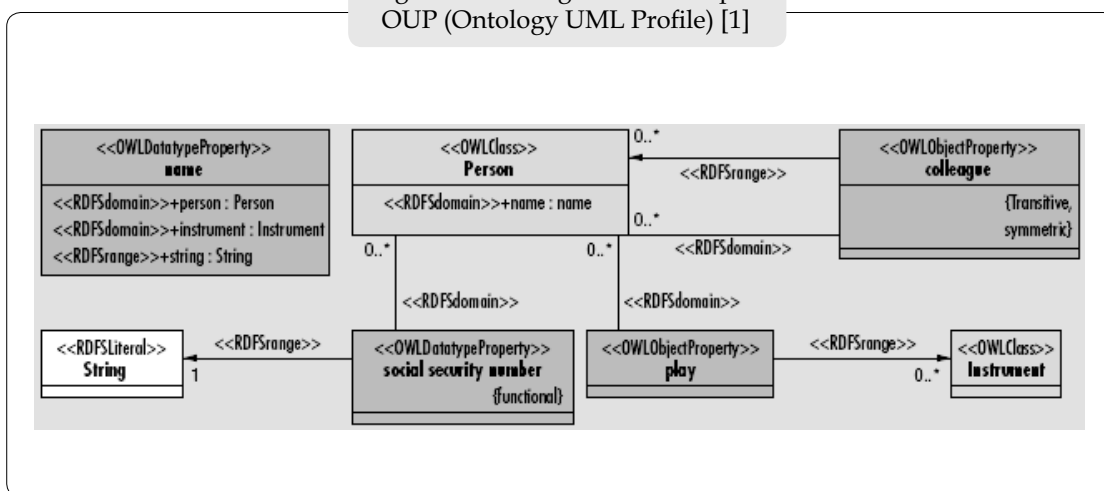 OUP (Ontology UML Profile) [1]
<<OWLDatatypeProperty>>
name
<<RDFSdomain>>+person : Person
<<RDFSdomain>>+instrument : Instrument
<<RDFSrange>>+string : String
<<OWLClass>>
Person
<<RDFSdomain>>+name : name
0..*
<<RDFSrange>>
0..*
<<RDFSdomain>>
<<OWLObjectProperty>>
colleague
{Transitive,
symmetric}
0..*
<<RDFSdomain>>
0..*
<<RDFSdomain>>
<<RDFSLiteral>>
String
<<RDFSrange>>
1
<<OWLDatatypeProperty>>
social security number
{functional}
<<OWLObjectProperty>>
play
<<RDFSrange>>
0..*
<<OWLClass>>
Instrument